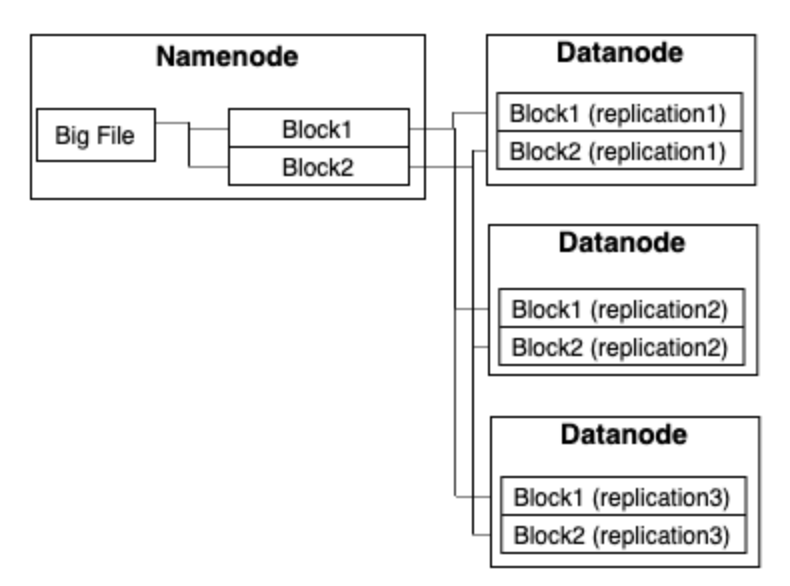 Namenode
Big File
Block1
Block2
Datanode
Block1 (replication1)
Block2 (replication1)
Datanode
Block1 (replication2)
Block2 (replication2)
Datanode
Block1 (replication3)
Block2 (replication3)